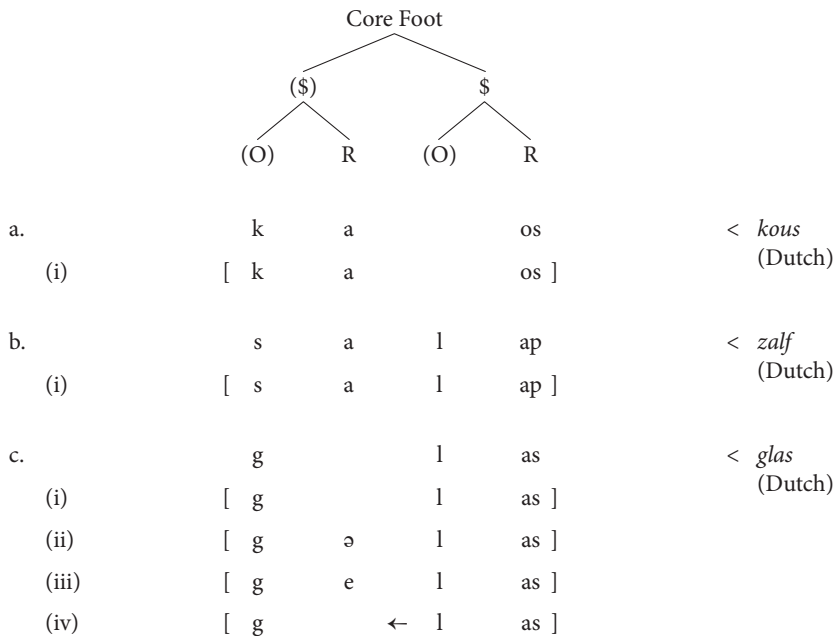 Core Foot
($) $
(O) R (O) R
a. k a os < kous
(Dutch)
(i) [ k a os ]
b. s a l ap < zalf
(Dutch)
(i) [ s a l ap ]
c. g l as < glas
(Dutch)
(i) [ g l as ]
(ii) [ g ə l as ]
(iii) [ g e l as ]
(iv) [ g ← l as ]